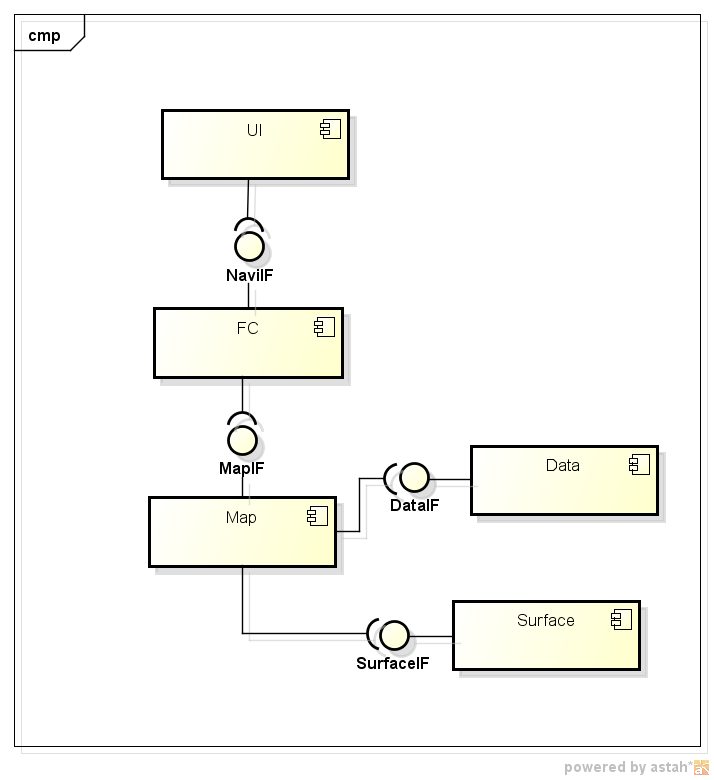 cmp
UI
NaviIF
FC
MapIF
Data
DataIF
Map
Surface
SurfaceIF
powered by astah*